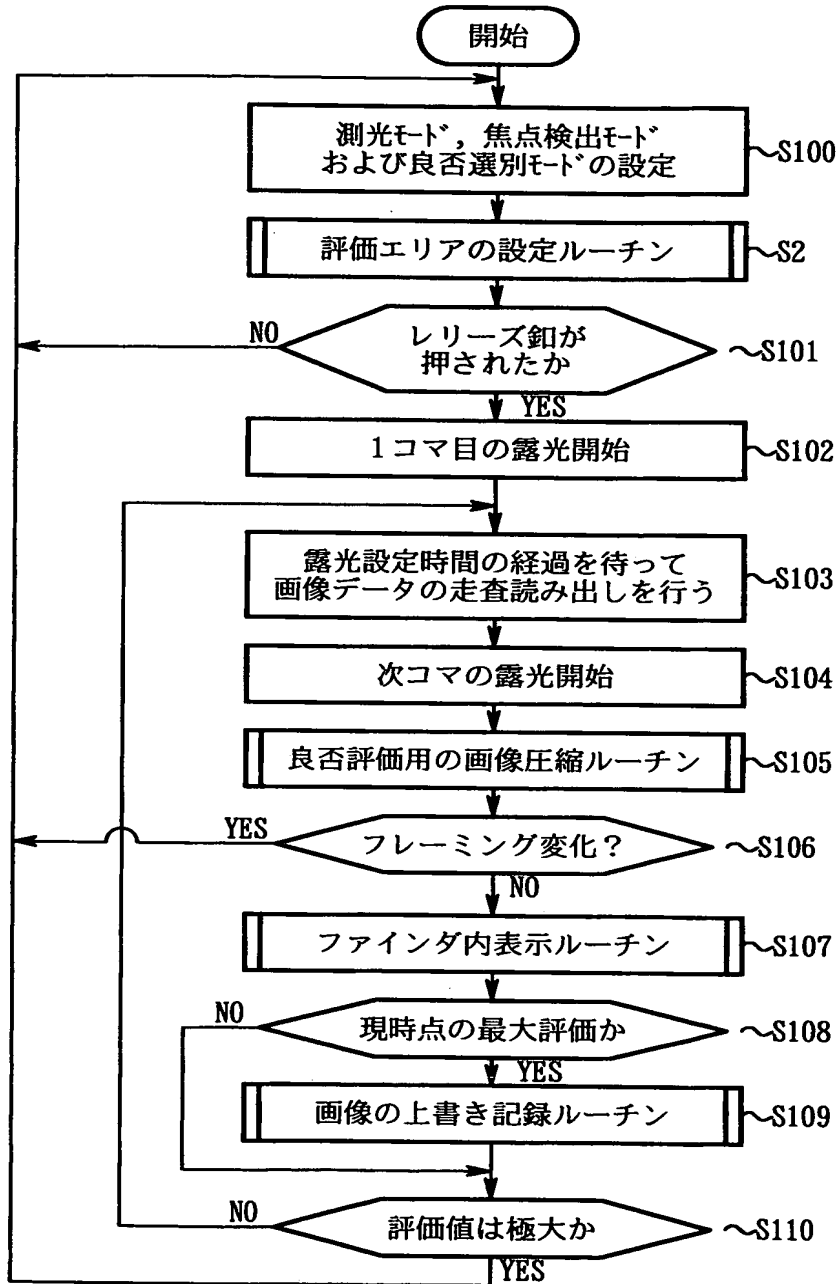 開始
測光モード, 焦点検出モード
および良否選別モードの設定
~S100
評価エリアの設定ルーチン
~S2
NO
レリーズ釦が
押されたか
~S101
YES
1コマ目の露光開始
~S102
露光設定時間の経過を待って
画像データの走査読み出しを行う
~S103
次コマの露光開始
~S104
良否評価用の画像圧縮ルーチン
~S105
YES
フレーミング変化?
~S106
NO
ファインダ内表示ルーチン
~S107
NO
現時点の最大評価か
~S108
YES
画像の上書き記録ルーチン
~S109
NO
評価値は極大か
~S110
YES